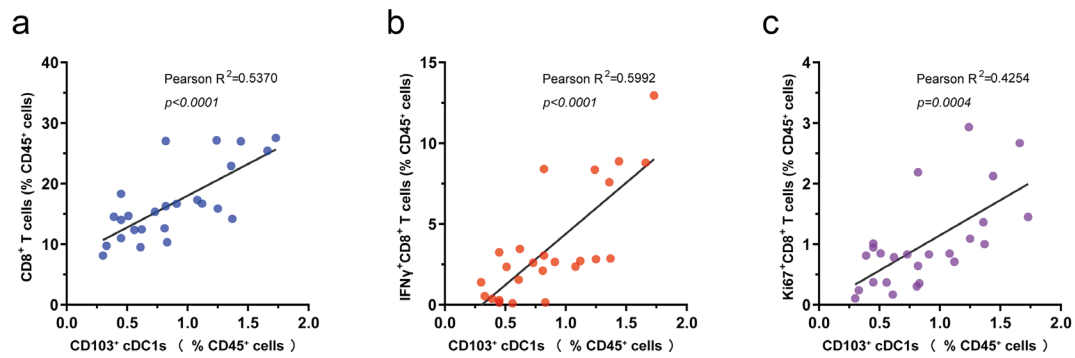 a
Pearson R²=0.5370
p<0.0001
CD8⁺ T cells (% CD45⁺ cells)
40
30
20
10
0
0.0 0.5 1.0 1.5 2.0
CD103⁺ cDC1s （ % CD45⁺ cells ）
b
Pearson R²=0.5992
p<0.0001
IFNγ⁺CD8⁺ T cells (% CD45⁺ cells)
15
10
5
0
0.0 0.5 1.0 1.5 2.0
CD103⁺ cDC1s （ % CD45⁺ cells ）
c
Pearson R²=0.4254
p=0.0004
Ki67⁺CD8⁺ T cells (% CD45⁺ cells)
4
3
2
1
0
0.0 0.5 1.0 1.5 2.0
CD103⁺ cDC1s （ % CD45⁺ cells ）